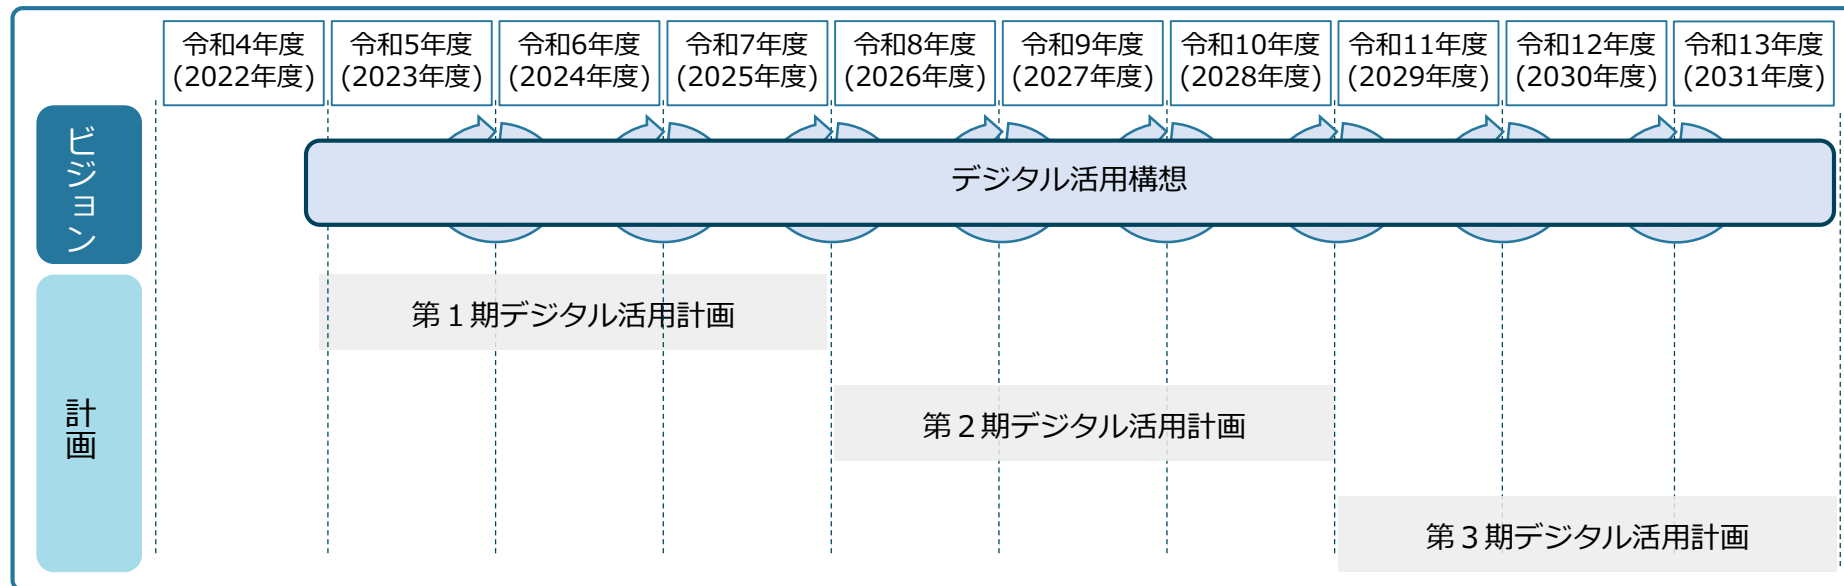 令和4年度
(2022年度)
令和5年度
(2023年度)
令和6年度
(2024年度)
令和7年度
(2025年度)
令和8年度
(2026年度)
令和9年度
(2027年度)
令和10年度
(2028年度)
令和11年度
(2029年度)
令和12年度
(2030年度)
令和13年度
(2031年度)
ビジョン
デジタル活用構想
計画
第１期デジタル活用計画
第２期デジタル活用計画
第３期デジタル活用計画